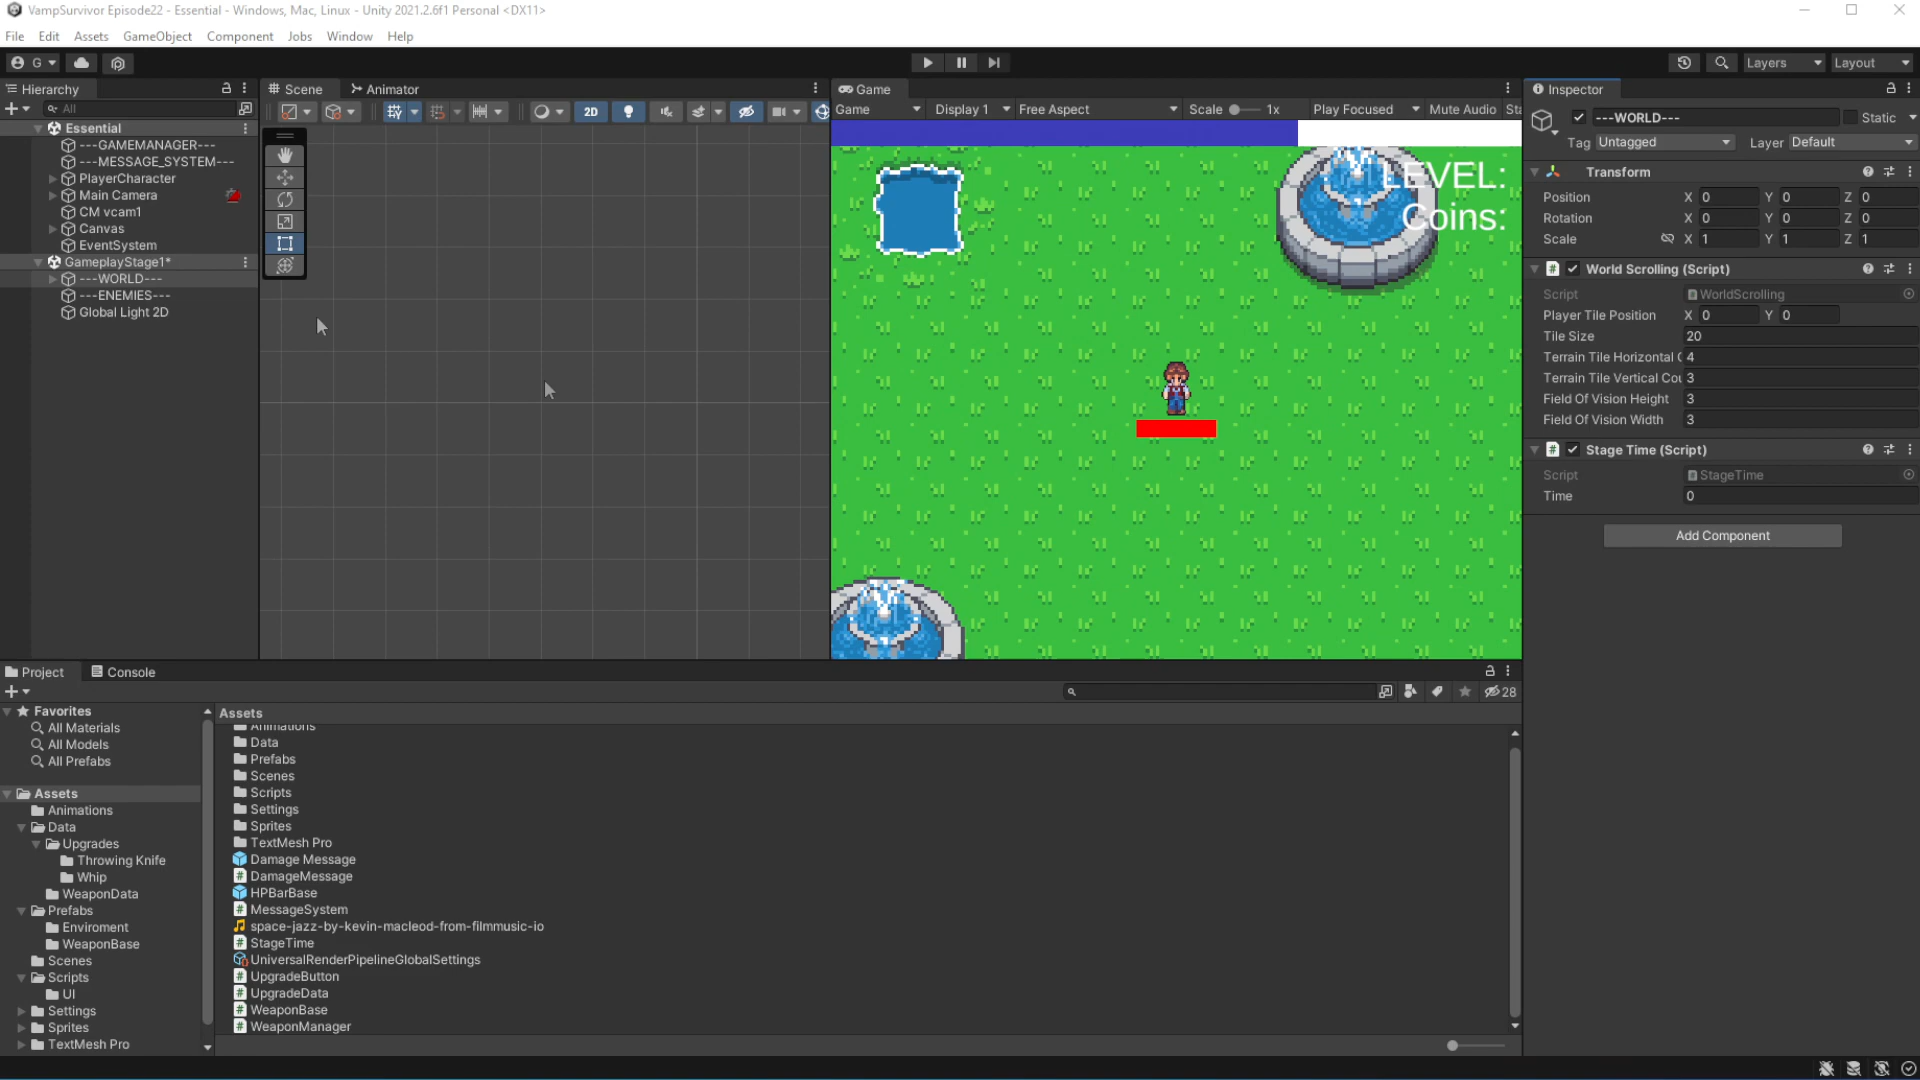 VampSurvivor Episode22 - Essential - Windows, Mac, Linux - Unity 2021.2.6f1 Personal <DX11>
File Edit Assets GameObject Component Jobs Window Help
G Layers Layout
Hierarchy
All
Essential
---GAMEMANAGER---
---MESSAGE_SYSTEM---
PlayerCharacter
Main Camera
CM vcam1
Canvas
EventSystem
GameplayStage1*
---WORLD---
---ENEMIES---
Global Light 2D
Scene Animator
2D
Game
Game Display 1 Free Aspect Scale 1x Play Focused Mute Audio Sta
LEVEL:
Coins:
Inspector
---WORLD--- Static
Tag Untagged Layer Default
Transform
Position X 0 Y 0 Z 0
Rotation X 0 Y 0 Z 0
Scale X 1 Y 1 Z 1
World Scrolling (Script)
Script WorldScrolling
Player Tile Position X 0 Y 0
Tile Size 20
Terrain Tile Horizontal C 4
Terrain Tile Vertical Cou 3
Field Of Vision Height 3
Field Of Vision Width 3
Stage Time (Script)
Script StageTime
Time 0
Add Component
Project Console
28
Favorites
All Materials
All Models
All Prefabs
Assets
Animations
Data
Upgrades
Throwing Knife
Whip
WeaponData
Prefabs
Enviroment
WeaponBase
Scenes
Scripts
UI
Settings
Sprites
TextMesh Pro
Assets
Animations
Data
Prefabs
Scenes
Scripts
Settings
Sprites
TextMesh Pro
Damage Message
DamageMessage
HPBarBase
MessageSystem
space-jazz-by-kevin-macleod-from-filmmusic-io
StageTime
UniversalRenderPipelineGlobalSettings
UpgradeButton
UpgradeData
WeaponBase
WeaponManager